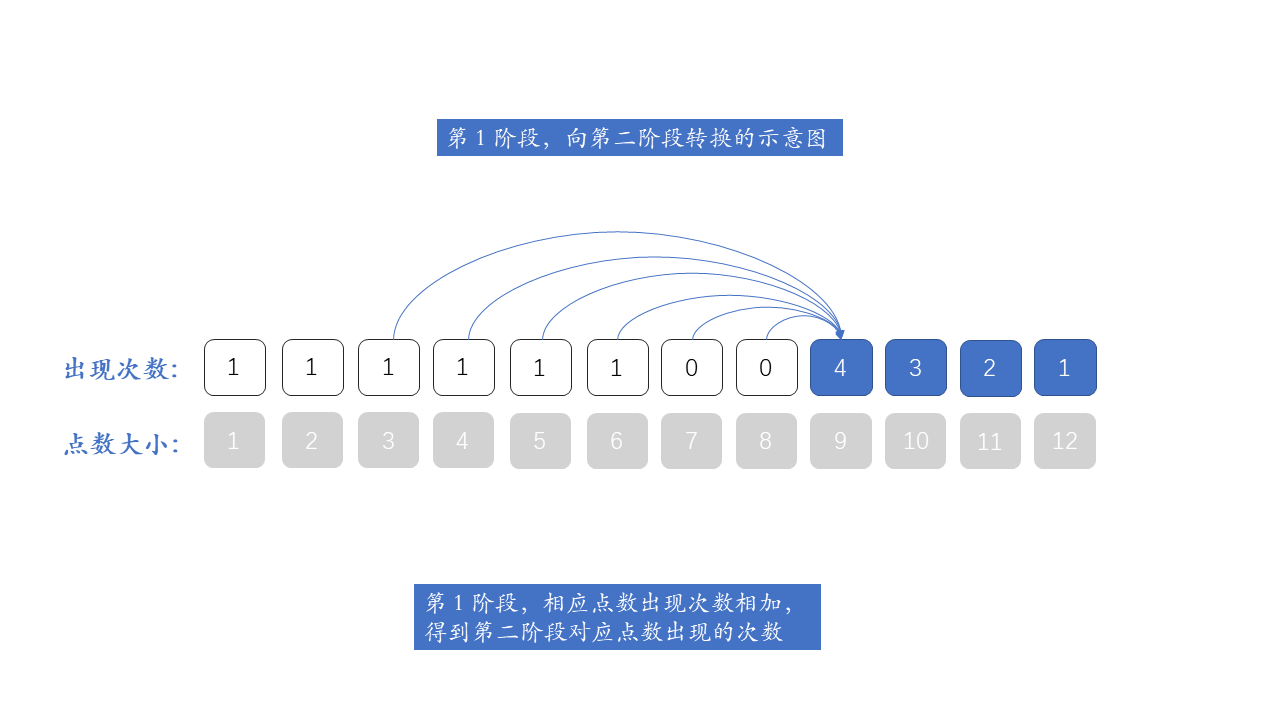 第1阶段，向第二阶段转换的示意图
出现次数： 1 1 1 1 1 1 0 0 4 3 2 1
点数大小： 1 2 3 4 5 6 7 8 9 10 11 12
第1阶段，相应点数出现次数相加，
得到第二阶段对应点数出现的次数